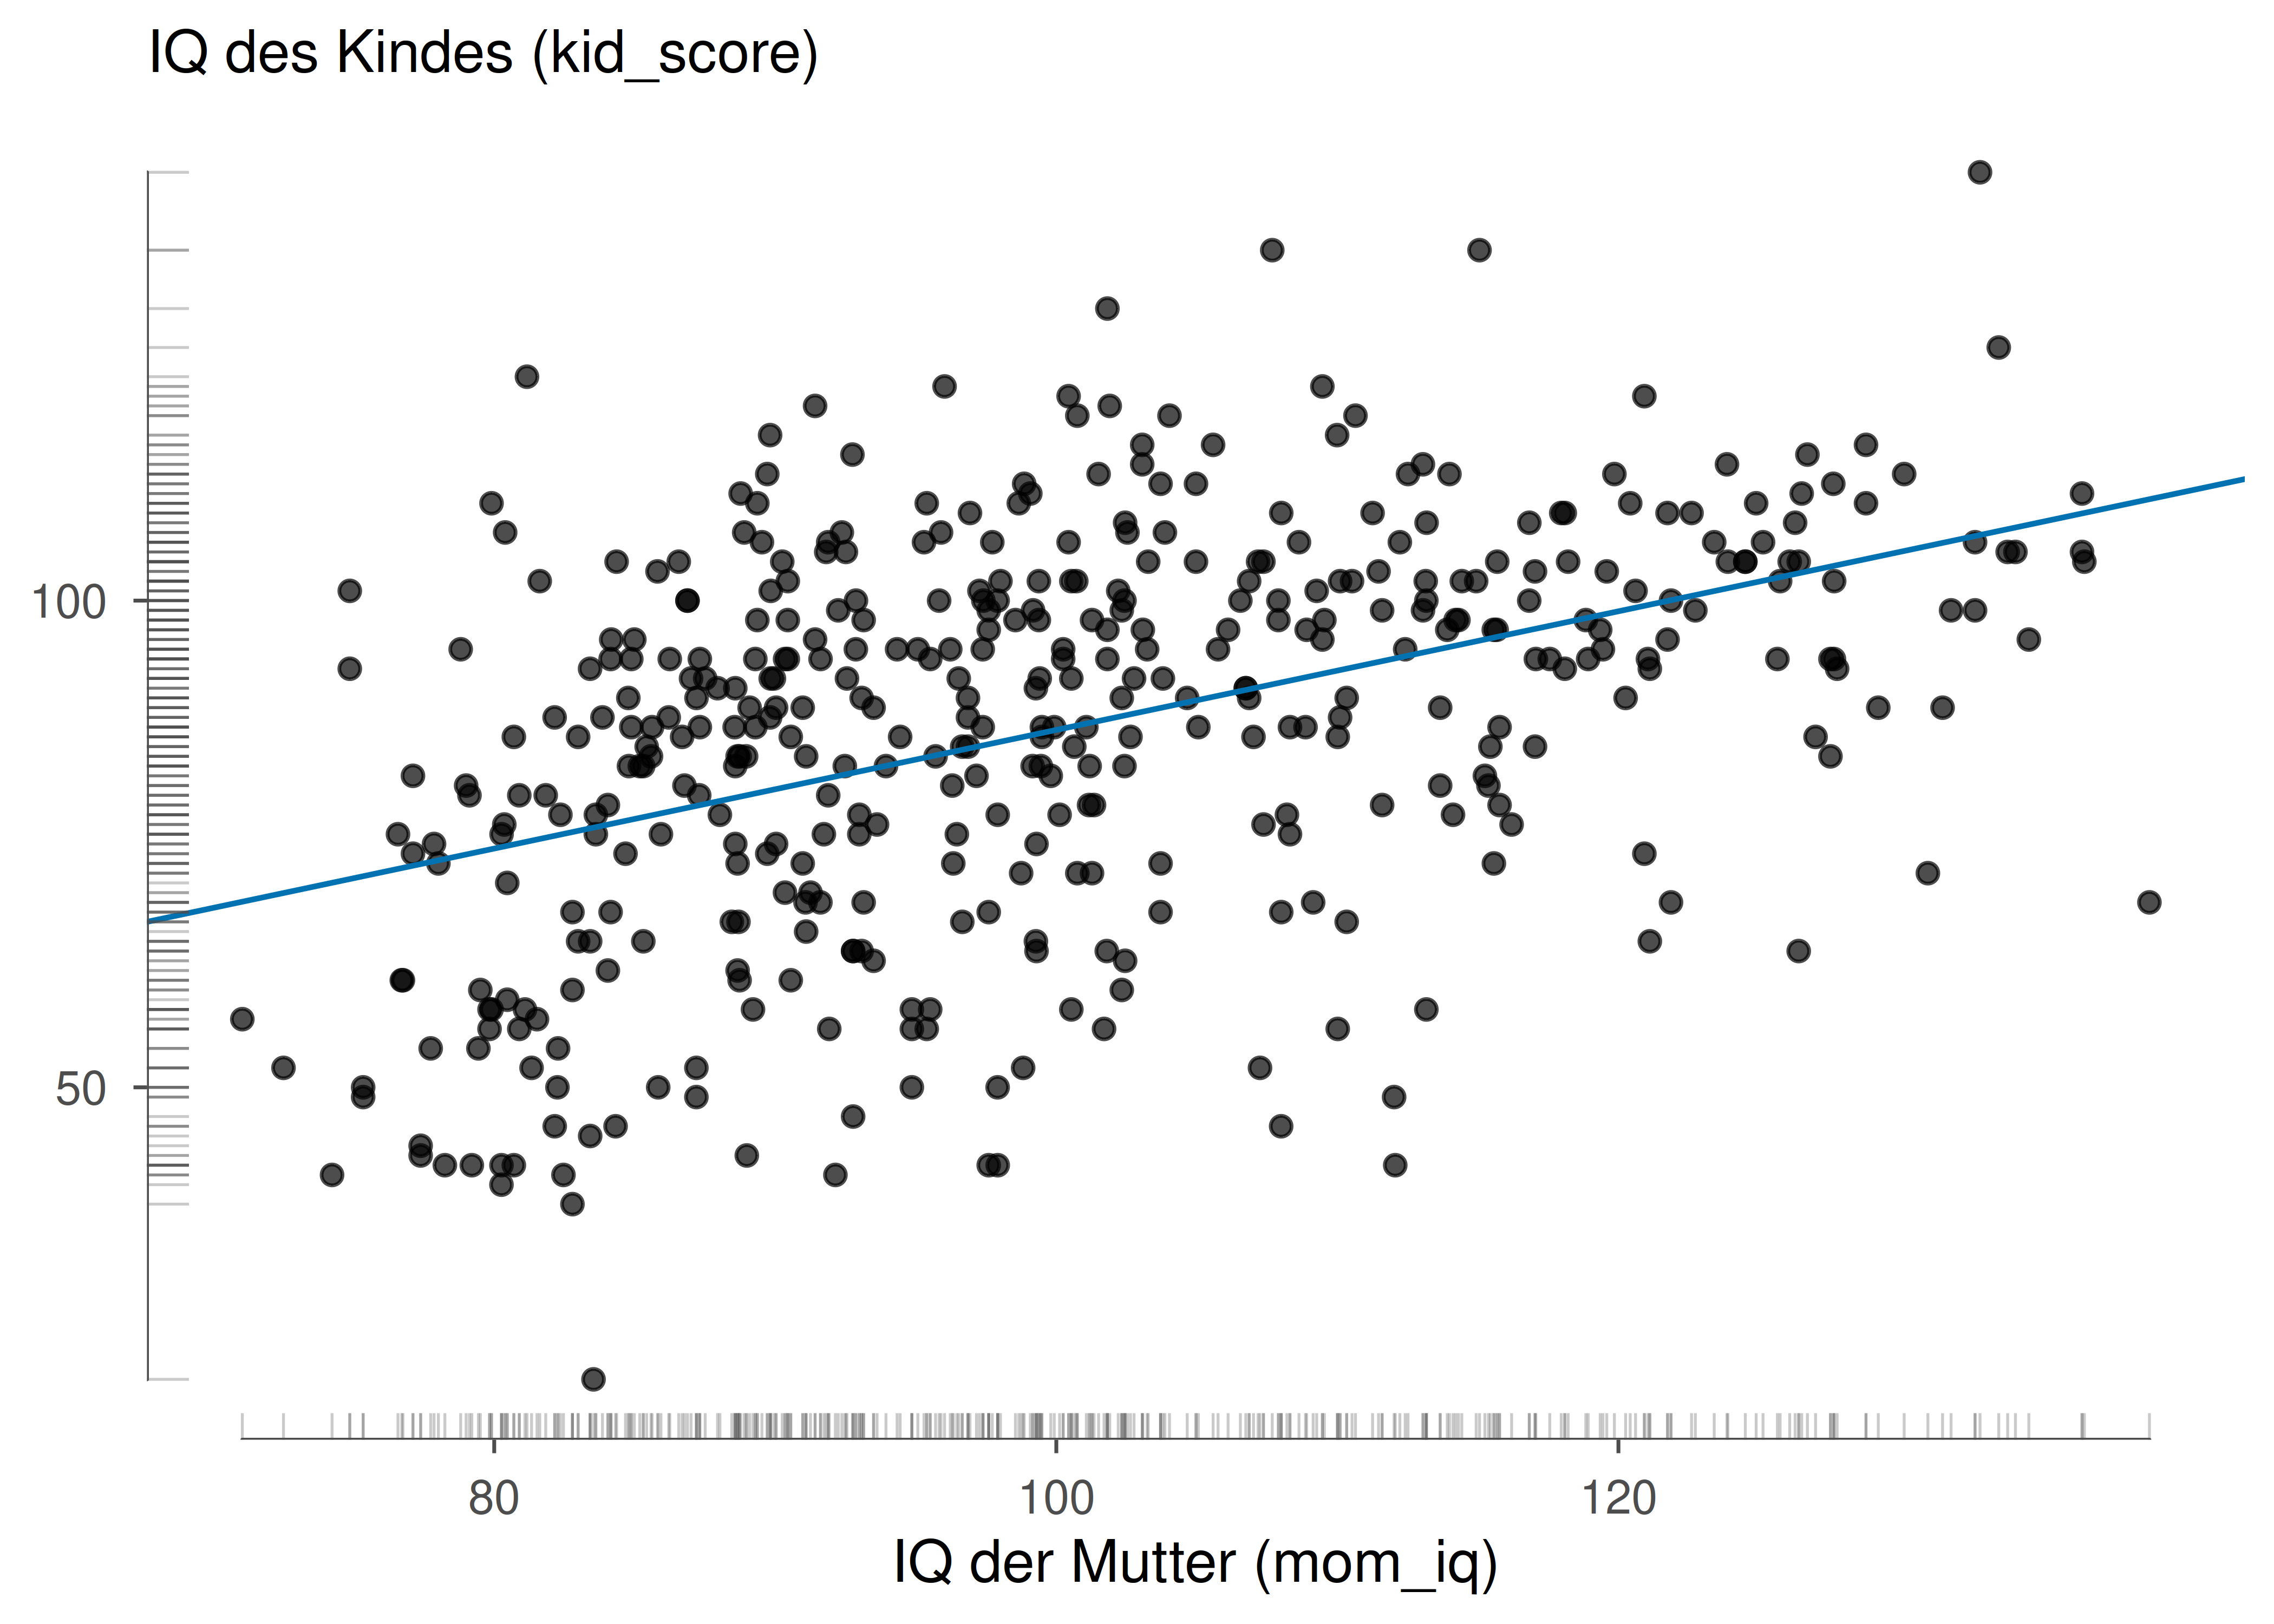 IQ des Kindes (kid_score)
100
50
80 100 120
IQ der Mutter (mom_iq)